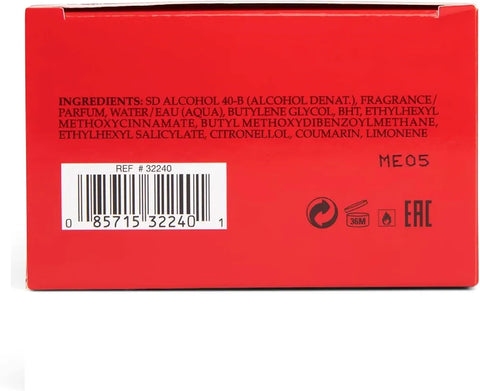 INGREDIENTS: SD ALCOHOL 40-B (ALCOHOL DENAT.), FRAGRANCE/
PARFUM, WATER/EAU (AQUA), BUTYLENE GLYCOL, BHT, ETHYLHEXYL
METHOXYCINNAMATE, BUTYL METHOXYDIBENZOYLMETHANE,
ETHYLHEXYL SALICYLATE, CITRONELLOL, COUMARIN, LIMONENE
ME05
REF # 32240
0 85715 32240 1
36M
EAC